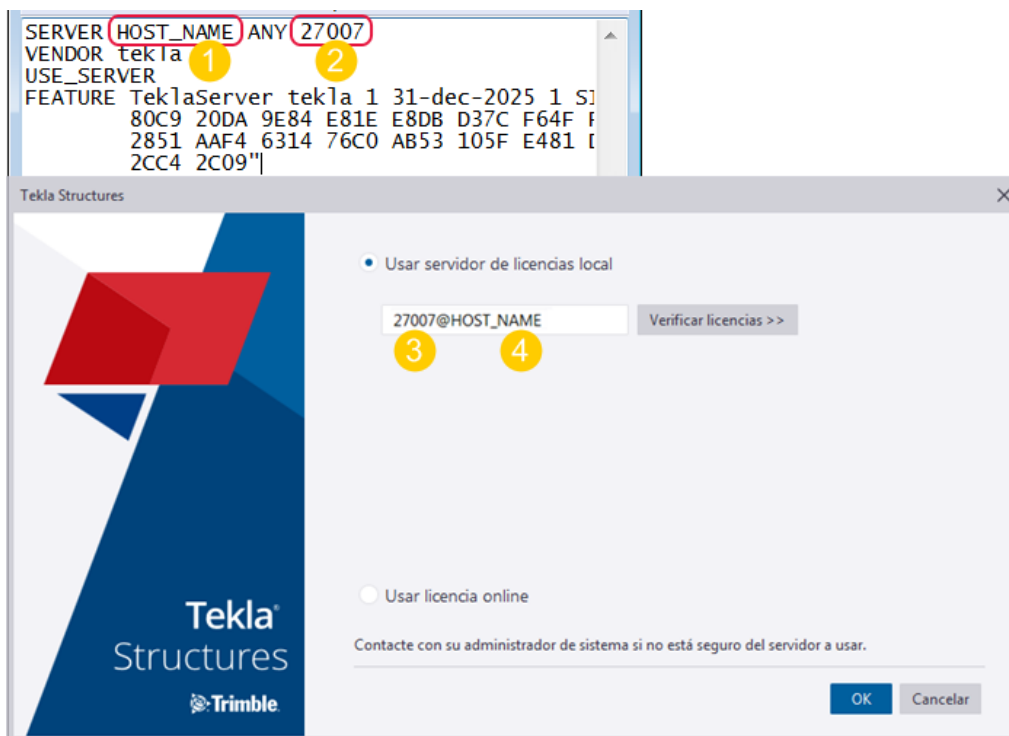 SERVER HOST_NAME ANY 27007
1
2
VENDOR tekla
USE_SERVER
FEATURE TeklaServer tekla 1 31-dec-2025 1
80C9 20DA 9E84 E81E E8DB D37C F64F
2851 AAF4 6314 76C0 AB53 105F E481
2CC4 2C09"
Tekla Structures
Usar servidor de licencias local
27007@HOST_NAME
Verificar licencias >>
3
4
Usar licencia online
Contacte con su administrador de sistema si no está seguro del servidor a usar.
Tekla®
Structures
Trimble.
OK
Cancelar